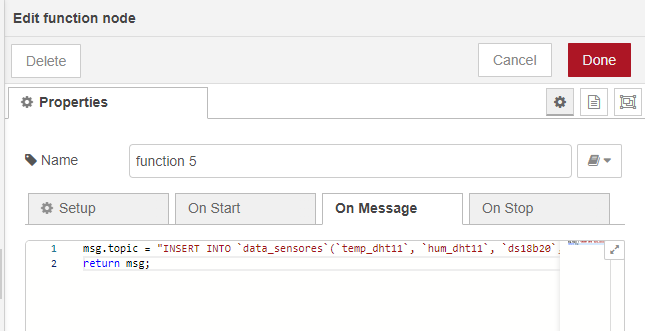 Edit function node
Delete
Cancel
Done
Properties
Name
function 5
Setup
On Start
On Message
On Stop
1 msg.topic = "INSERT INTO `data_sensores`(`temp_dht11`, `hum_dht11`, `ds18b20`
2 return msg;